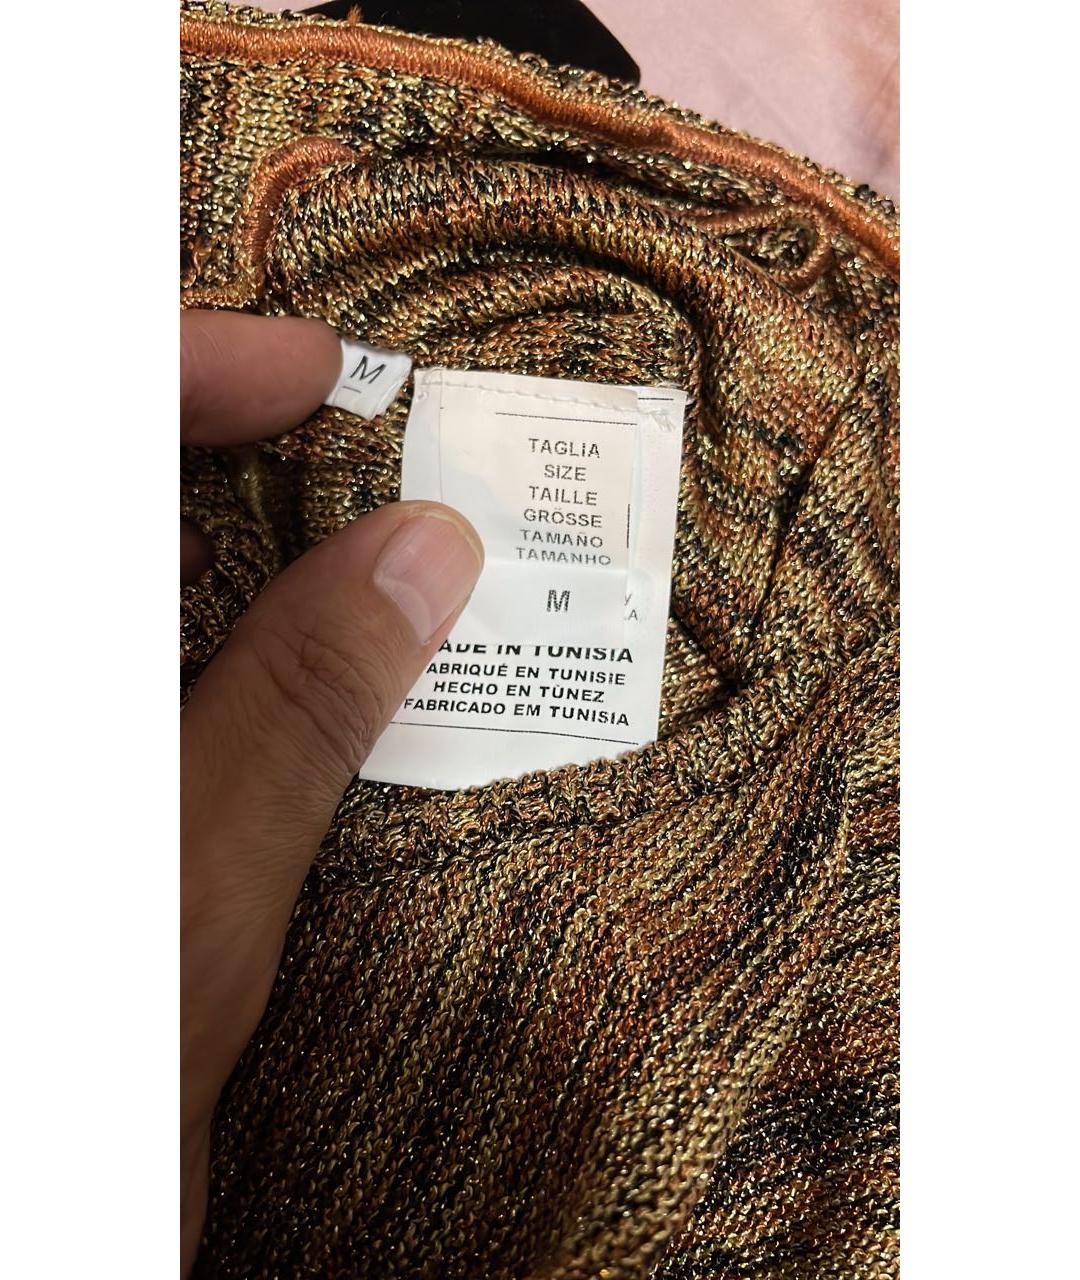 M
TAGLIA
SIZE
TAILLE
GRÖSSE
TAMAÑO
TAMANHO
M
ADE IN TUNISIA
ABRIQUÉ EN TUNISIE
HECHO EN TÙNEZ
FABRICADO EM TUNISIA